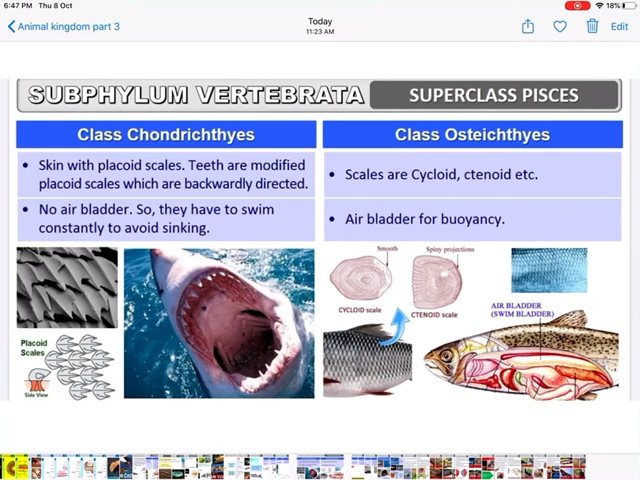 6:47 PM Thu 8 Oct
18%
Animal kingdom part 3
Today
11:23 AM
Edit
SUBPHYLUM VERTEBRATA
SUPERCLASS PISCES
Class Chondrichthyes
Class Osteichthyes
• Skin with placoid scales. Teeth are modified
placoid scales which are backwardly directed.
• Scales are Cycloid, ctenoid etc.
• No air bladder. So, they have to swim
constantly to avoid sinking.
• Air bladder for buoyancy.
Smooth
Spiny projections
CYCLOID scale
CTENOID scale
AIR BLADDER
(SWIM BLADDER)
Placoid
Scales
Side View